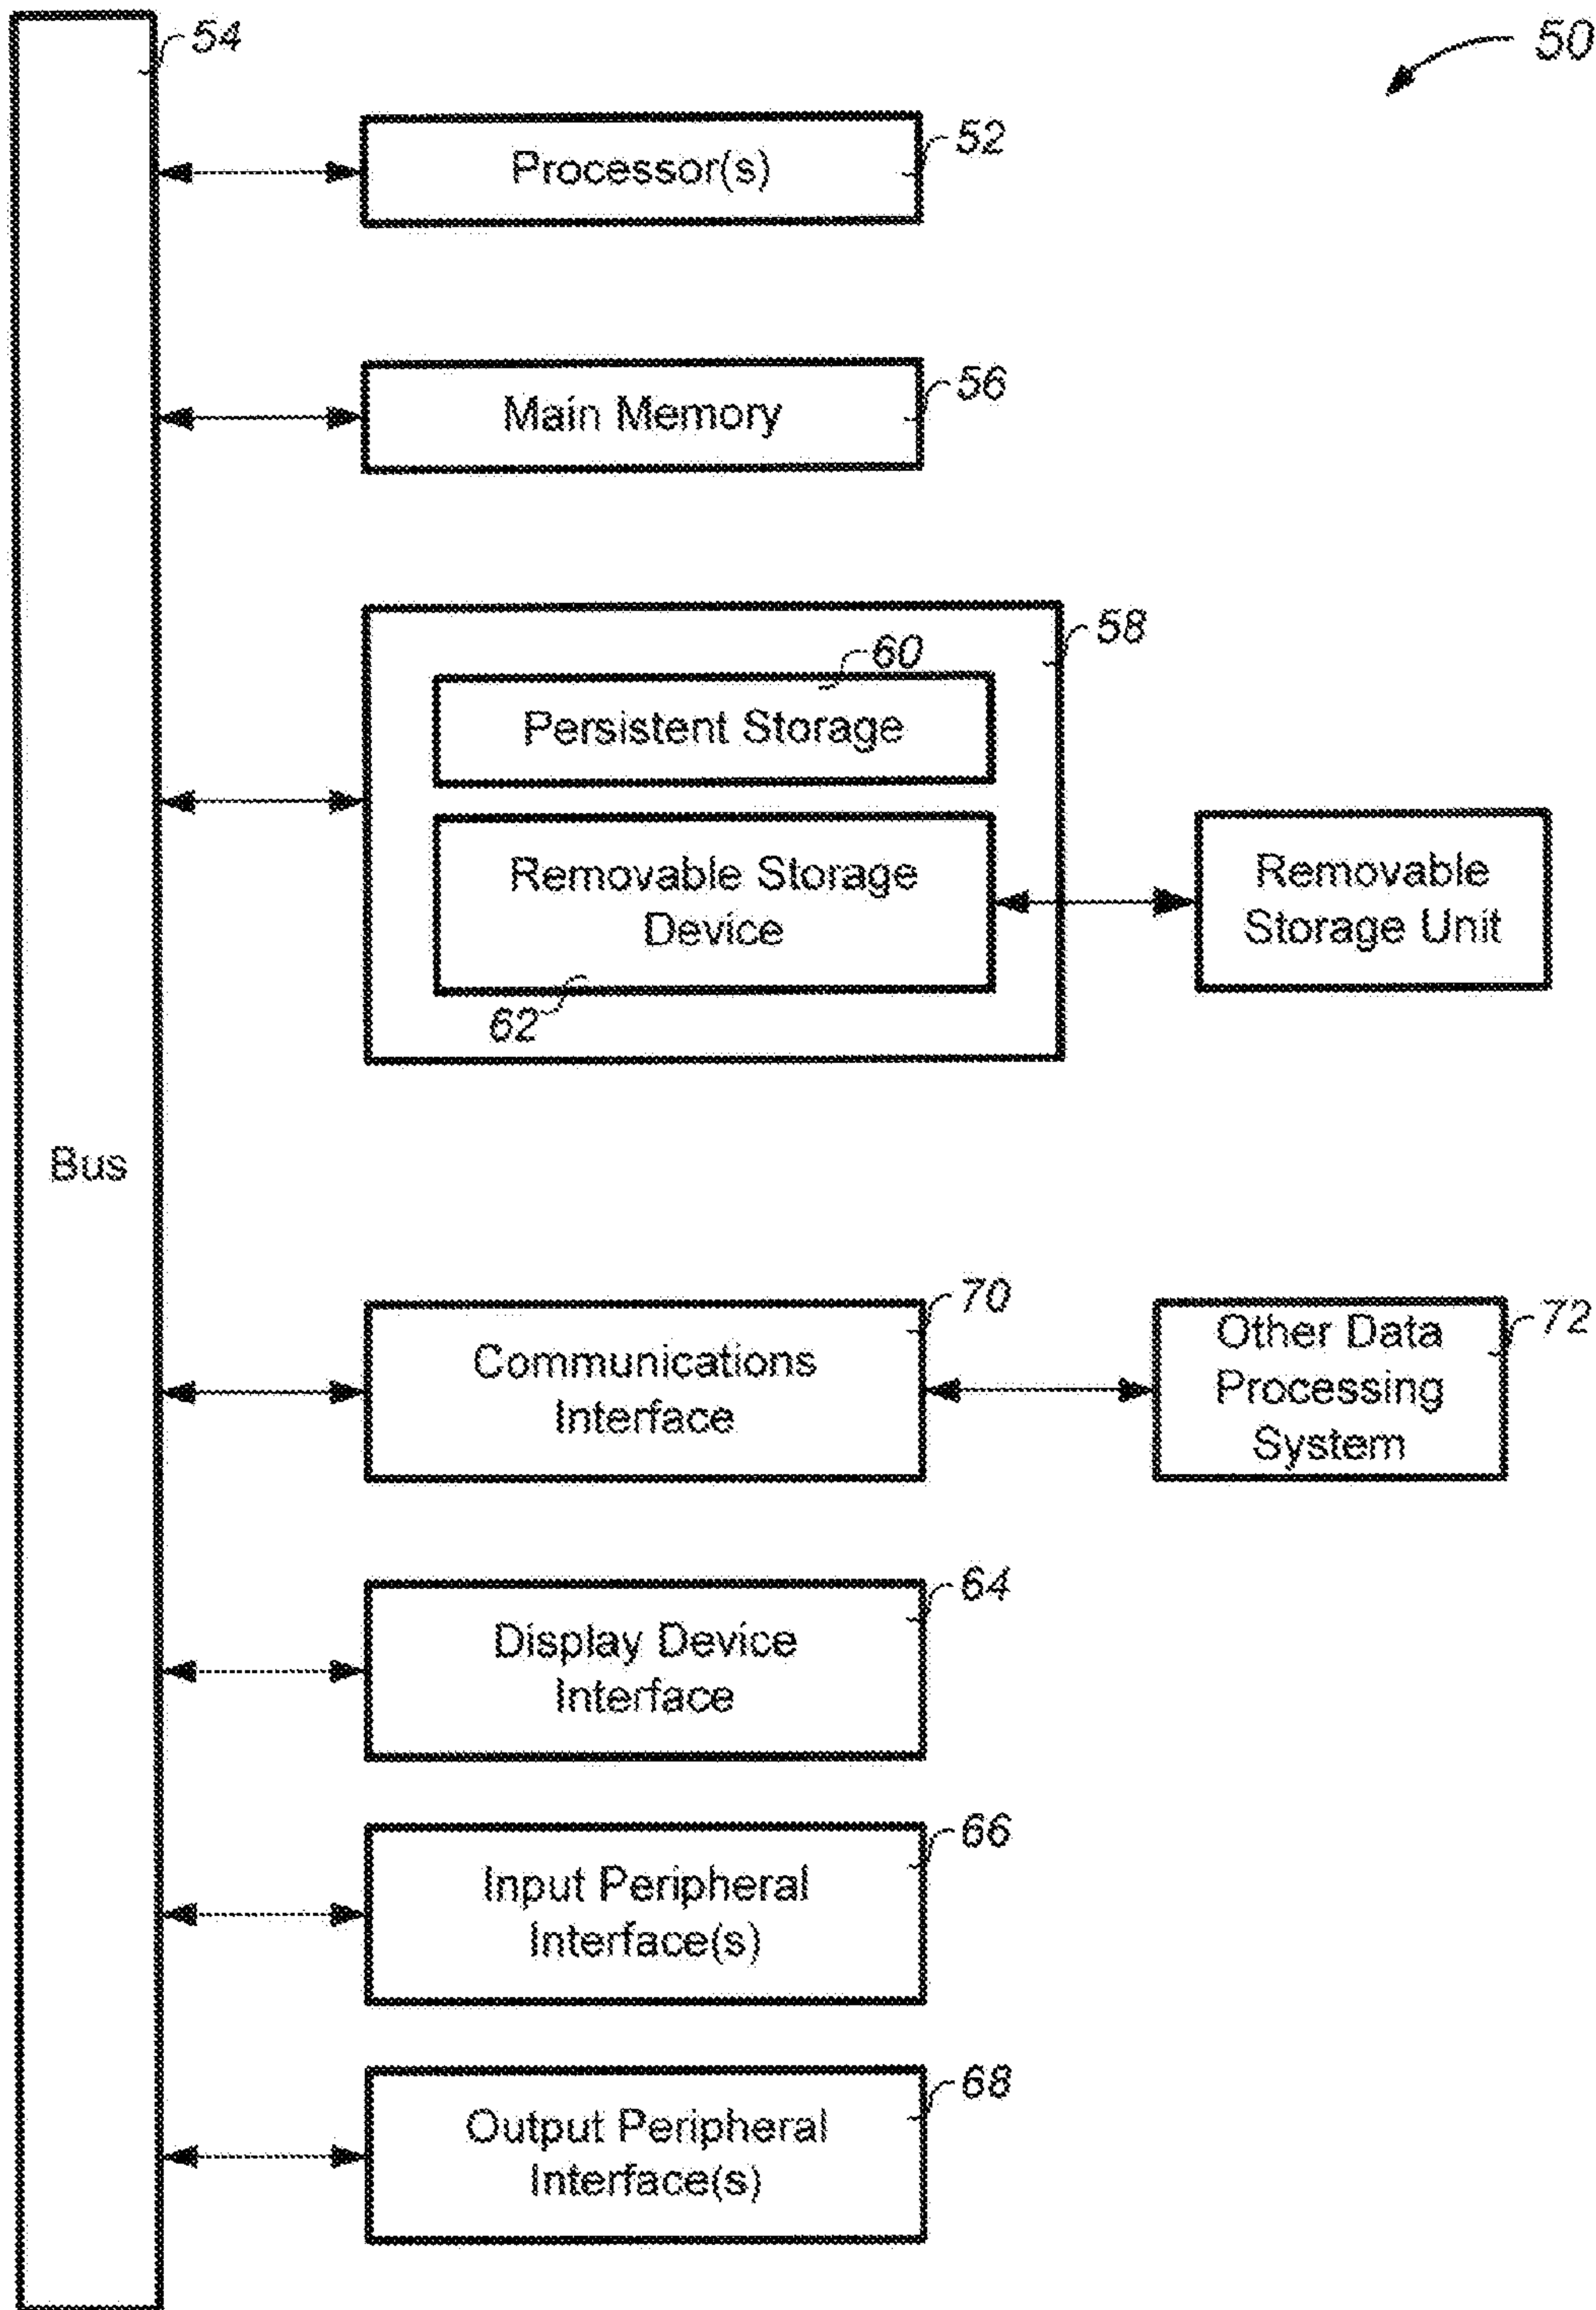 54
50
Processor(s)
52
Main Memory
56
58
60
Persistent Storage
Removable Storage
Device
62
Removable
Storage Unit
Bus
Communications
Interface
70
Other Data
Processing
System
72
Display Device
Interface
64
Input Peripheral
Interface(s)
66
Output Peripheral
Interface(s)
68